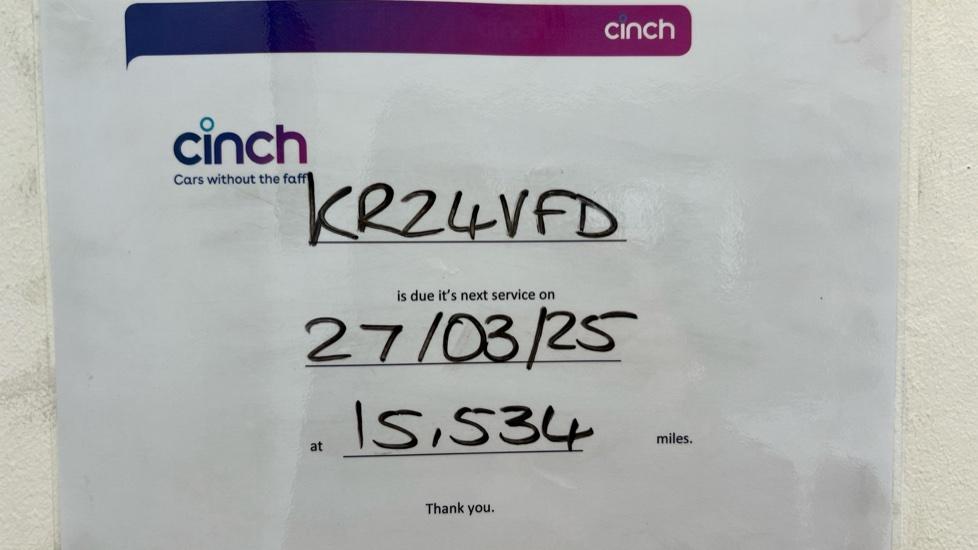 cinch
cinch
Cars without the faff
KR24VFD
is due it's next service on
27/03/25
at 15,534 miles.
Thank you.